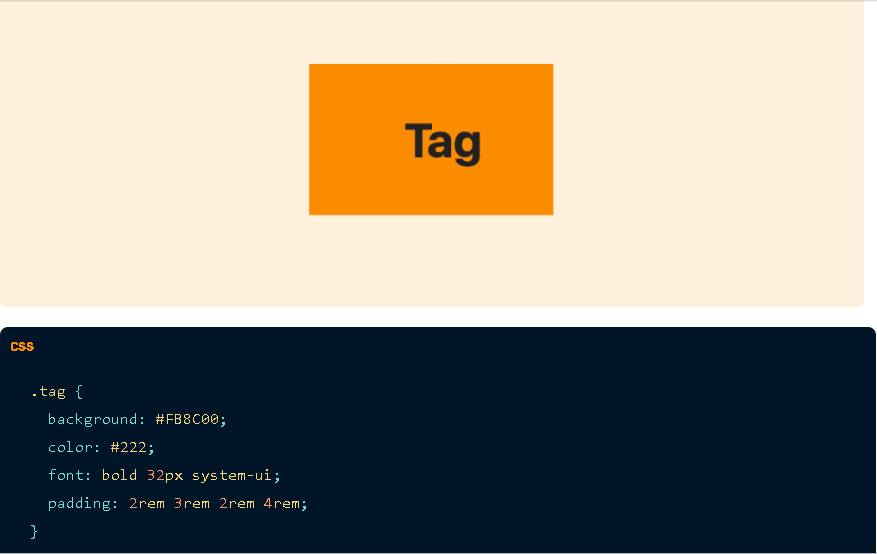 Tag
CSS
.tag {
background: #FB8C00;
color: #222;
font: bold 32px system-ui;
padding: 2rem 3rem 2rem 4rem;
}